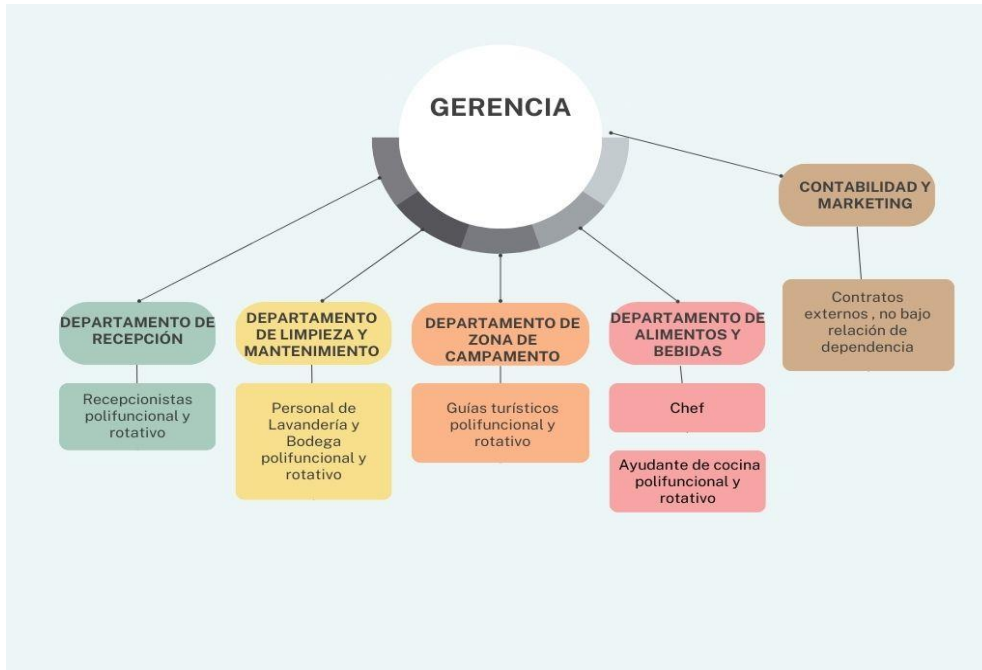 GERENCIA
CONTABILIDAD Y
MARKETING
Contratos
externos , no bajo
relación de
dependencia
DEPARTAMENTO DE
RECEPCIÓN
Recepcionistas
polifuncional y
rotativo
DEPARTAMENTO
DE LIMPIEZA Y
MANTENIMIENTO
Personal de
Lavandería y
Bodega
polifuncional y
rotativo
DEPARTAMENTO DE
ZONA DE
CAMPAMENTO
Guías turísticos
polifuncional y
rotativo
DEPARTAMENTO DE
ALIMENTOS Y
BEBIDAS
Chef
Ayudante de cocina
polifuncional y
rotativo